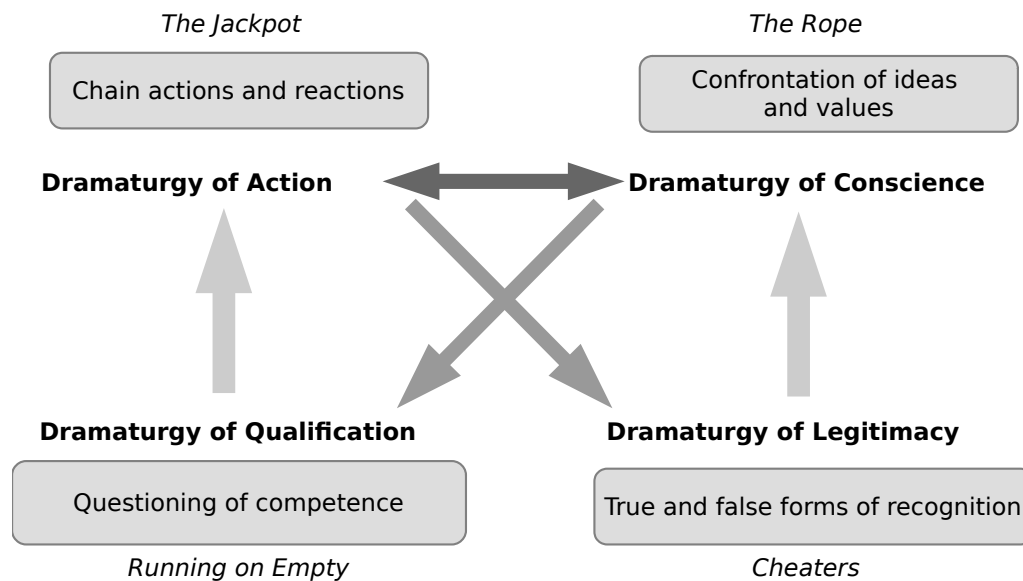 The Jackpot
The Rope
Chain actions and reactions
Confrontation of ideas
and values
Dramaturgy of Action
Dramaturgy of Conscience
Dramaturgy of Qualification
Dramaturgy of Legitimacy
Questioning of competence
True and false forms of recognition
Running on Empty
Cheaters